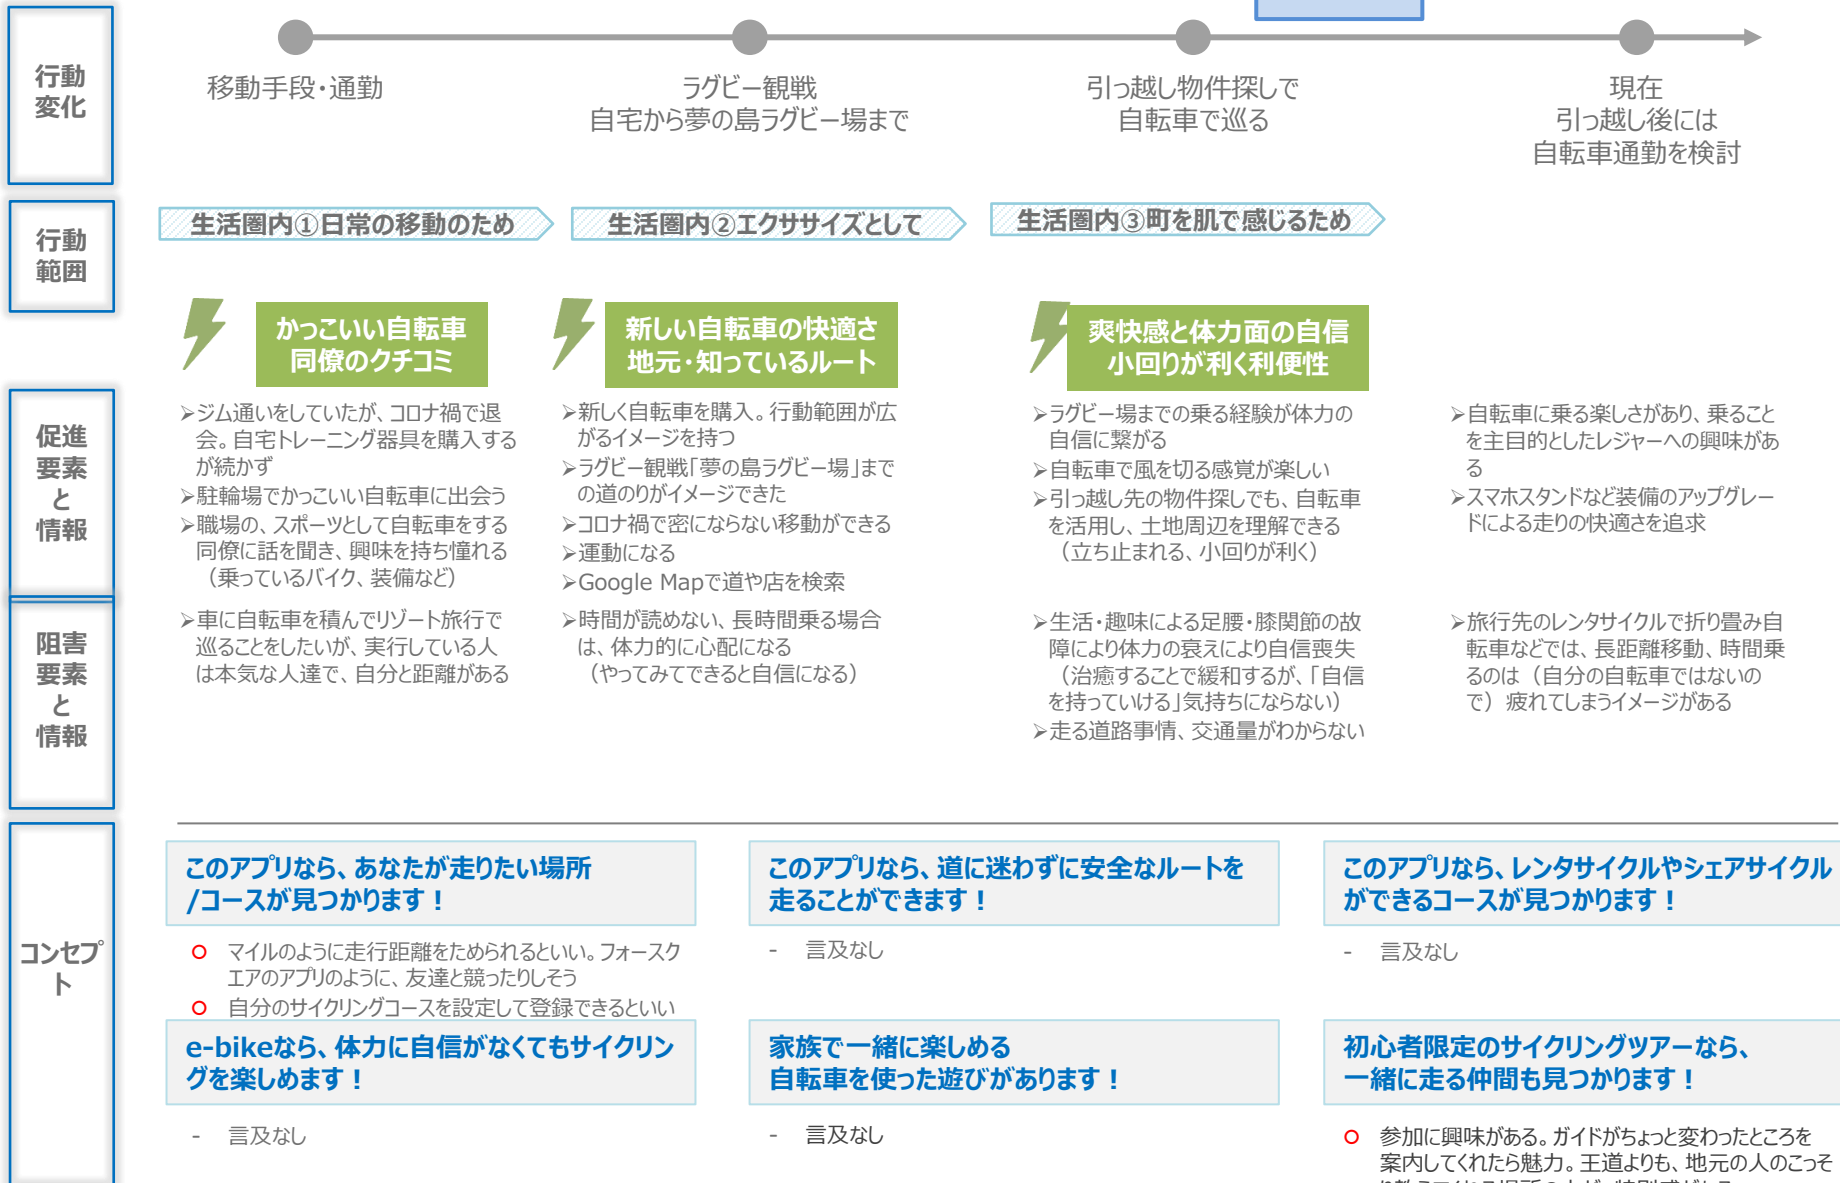 行動
変化
移動手段・通勤
ラグビー観戦
自宅から夢の島ラグビー場まで
引っ越し物件探しで
自転車で巡る
現在
引っ越し後には
自転車通勤を検討
行動
範囲
生活圏内①日常の移動のため
生活圏内②エクササイズとして
生活圏内③町を肌で感じるため
かっこいい自転車
同僚のクチコミ
新しい自転車の快適さ
地元・知っているルート
爽快感と体力面の自信
小回りが利く利便性
促進
要素
と
情報
➢ジム通いをしていたが、コロナ禍で退
会。自宅トレーニング器具を購入する
が続かず
➢駐輪場でかっこいい自転車に出会う
➢職場の、スポーツとして自転車をする
同僚に話を聞き、興味を持ち憧れる
（乗っているバイク、装備など）
➢新しく自転車を購入。行動範囲が広
がるイメージを持つ
➢ラグビー観戦「夢の島ラグビー場」まで
の道のりがイメージできた
➢コロナ禍で密にならない移動ができる
➢運動になる
➢Google Mapで道や店を検索
➢ラグビー場までの乗る経験が体力の
自信に繋がる
➢自転車で風を切る感覚が楽しい
➢引っ越し先の物件探しでも、自転車
を活用し、土地周辺を理解できる
（立ち止まれる、小回りが利く）
➢自転車に乗る楽しさがあり、乗ること
を主目的としたレジャーへの興味があ
る
➢スマホスタンドなど装備のアップグレー
ドによる走りの快適さを追求
阻害
要素
と
情報
➢車に自転車を積んでリゾート旅行で
巡ることをしたいが、実行している人
は本気な人達で、自分と距離がある
➢時間が読めない、長時間乗る場合
は、体力的に心配になる
（やってみてできると自信になる）
➢生活・趣味による足腰・膝関節の故
障により体力の衰えにより自信喪失
（治癒することで緩和するが、「自信
を持っていける」気持ちにならない）
➢走る道路事情、交通量がわからない
➢旅行先のレンタサイクルで折り畳み自
転車などでは、長距離移動、時間乗
るのは（自分の自転車ではないの
で）疲れてしまうイメージがある
コンセプ
ト
このアプリなら、あなたが走りたい場所
/コースが見つかります！
o マイルのように走行距離をためられるといい。フォースク
エアのアプリのように、友達と競ったりしそう
o 自分のサイクリングコースを設定して登録できるといい
このアプリなら、道に迷わずに安全なルートを
走ることができます！
- 言及なし
このアプリなら、レンタサイクルやシェアサイクル
ができるコースが見つかります！
- 言及なし
e-bikeなら、体力に自信がなくてもサイクリン
グを楽しめます！
- 言及なし
家族で一緒に楽しめる
自転車を使った遊びがあります！
- 言及なし
初心者限定のサイクリングツアーなら、
一緒に走る仲間も見つかります！
o 参加に興味がある。ガイドがちょっと変わったところを
案内してくれたら魅力。王道よりも、地元の人のこっそ